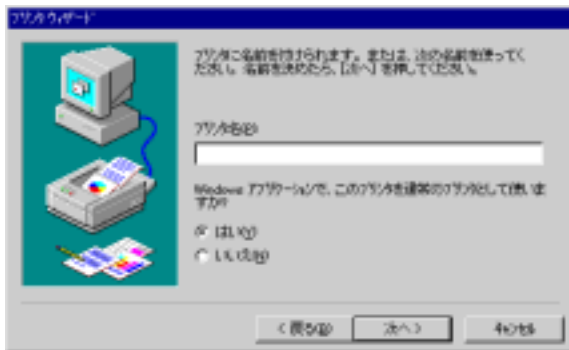 プリンタ ウィザード
プリンタに名前を付けられます。または、次の名前を使ってく
ださい。名前を決めたら、[次へ] を押してください。
プリンタ名(P)
Windows アプリケーションで、このプリンタを通常のプリンタとして使いま
すか?
はい(Y)
いいえ(N)
< 戻る(B)
次へ >
キャンセル